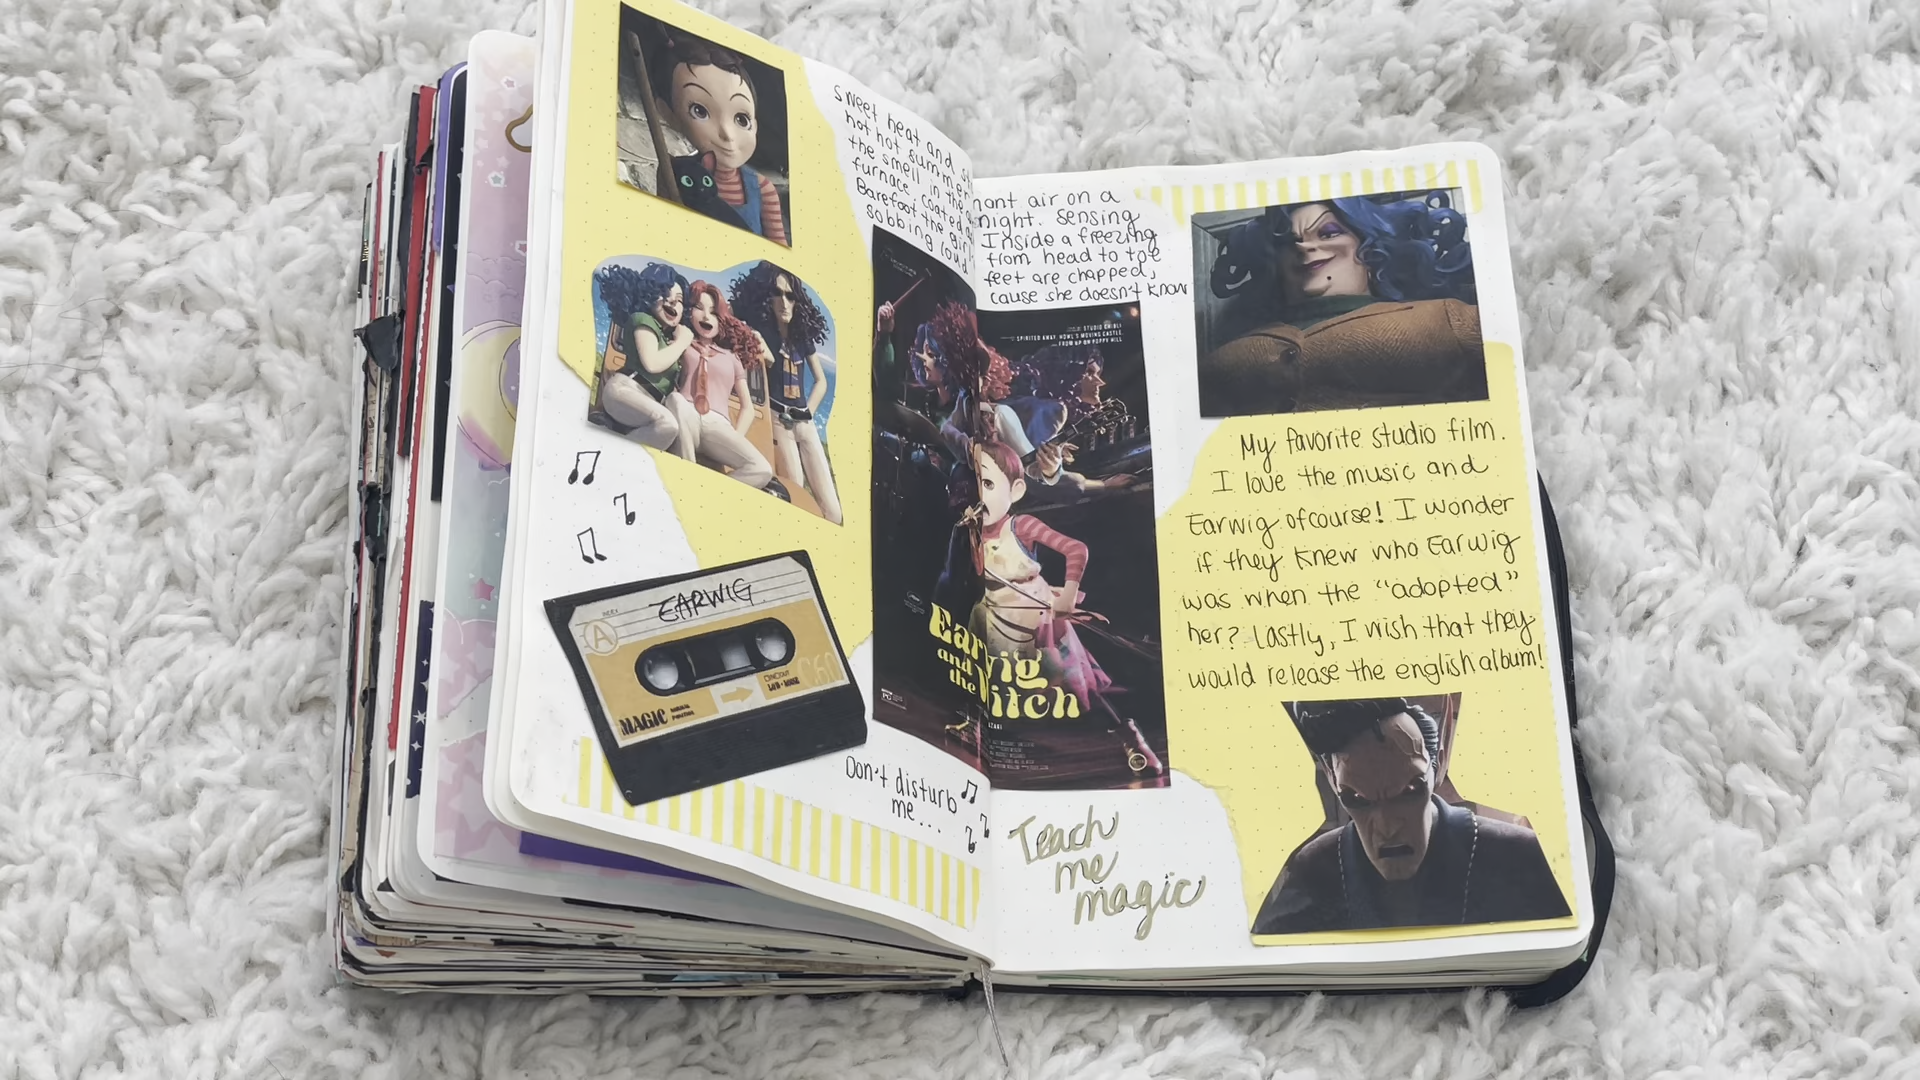 Sweet heat and
hot hot summer
the smell in the
furnace. Coated
Barefoot the girl
sobbing loud
nant air on a
night. Sensing
Inside a freezing
from head to toe
feet are chapped,
cause she doesn't know
STUDIO GHIBLI
SPIRITED AWAY, HOWL'S MOVING CASTLE,
FROM UP ON POPPY HILL
Earwig
and
the Witch
PG
EARWIG
A
C60
MAGIC
Don't disturb
me...
Teach
me
magic
My favorite studio film.
I love the music and
Earwig ofcourse! I wonder
if they knew who Earwig
was when the "adopted"
her? Lastly, I wish that they
would release the english album!